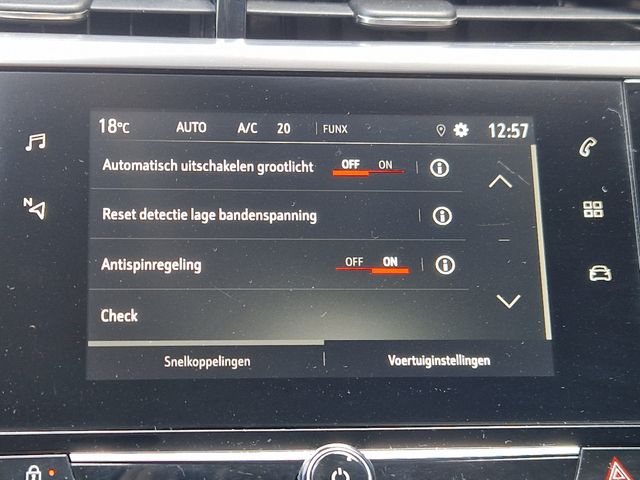 18°C AUTO A/C 20 FUNX 12:57
Automatisch uitschakelen grootlicht OFF ON
Reset detectie lage bandenspanning
Antispinregeling OFF ON
Check
Snelkoppelingen Voertuiginstellingen
N